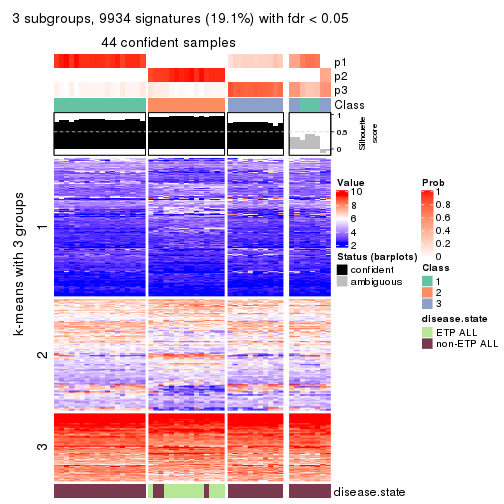 3 subgroups, 9934 signatures (19.1%) with fdr < 0.05
44 confident samples
p1
p2
p3
Class
1
0.5
0
Silhouette
score
k-means with 3 groups
1
2
3
disease.state
Value
10
8
6
4
2
Status (barplots)
confident
ambiguous
Prob
1
0.8
0.6
0.4
0.2
0
Class
1
2
3
disease.state
ETP ALL
non-ETP ALL